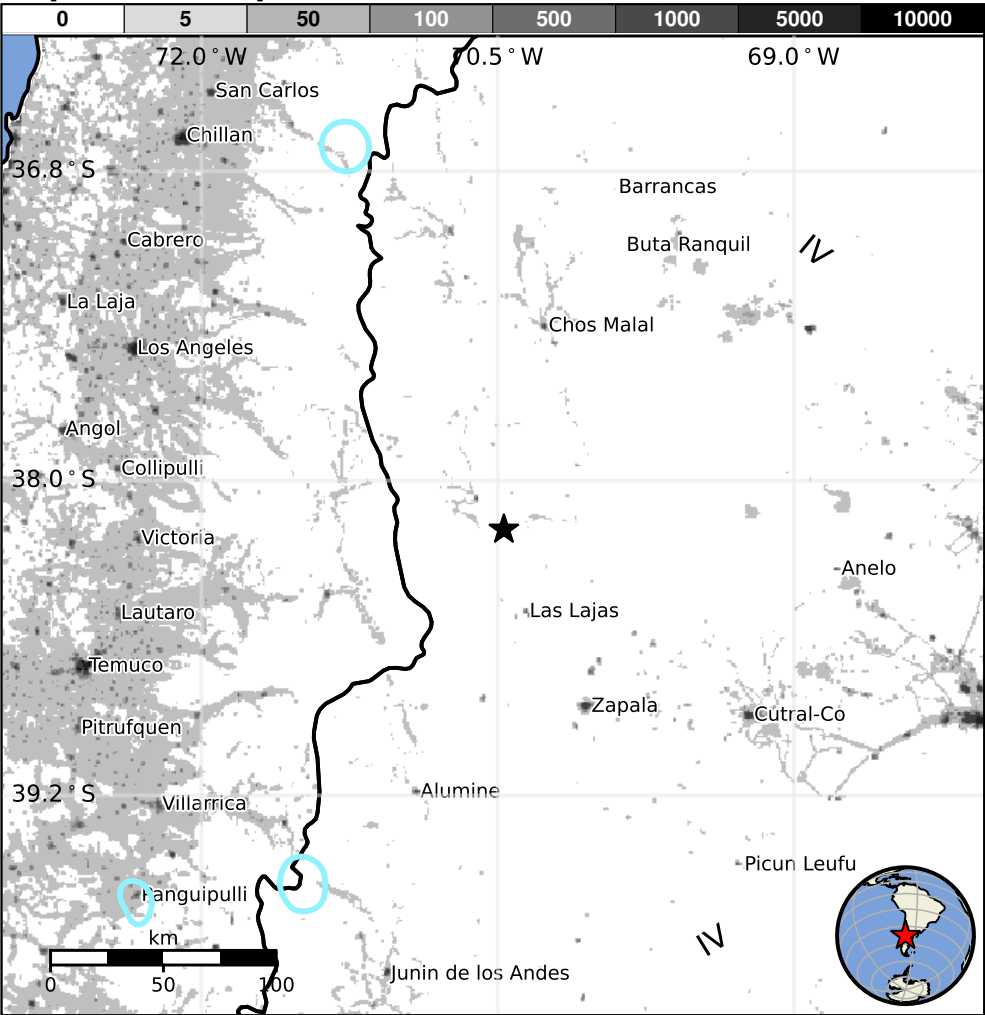 0 5 50 100 500 1000 5000 10000
72.0°W 70.5°W 69.0°W
San Carlos
Chillan
36.8°S
Barrancas
Cabrero
Buta Ranquil
IV
La Laja
Chos Malal
Los Angeles
Angol
Collipulli
38.0°S
Victoria
Anelo
Lautaro
Las Lajas
Temuco
Zapala
Cutral-Co
Pitrufquen
39.2°S
Alumine
Villarrica
Picun Leufu
Panguipulli
km
IV
0 50 100
Junin de los Andes